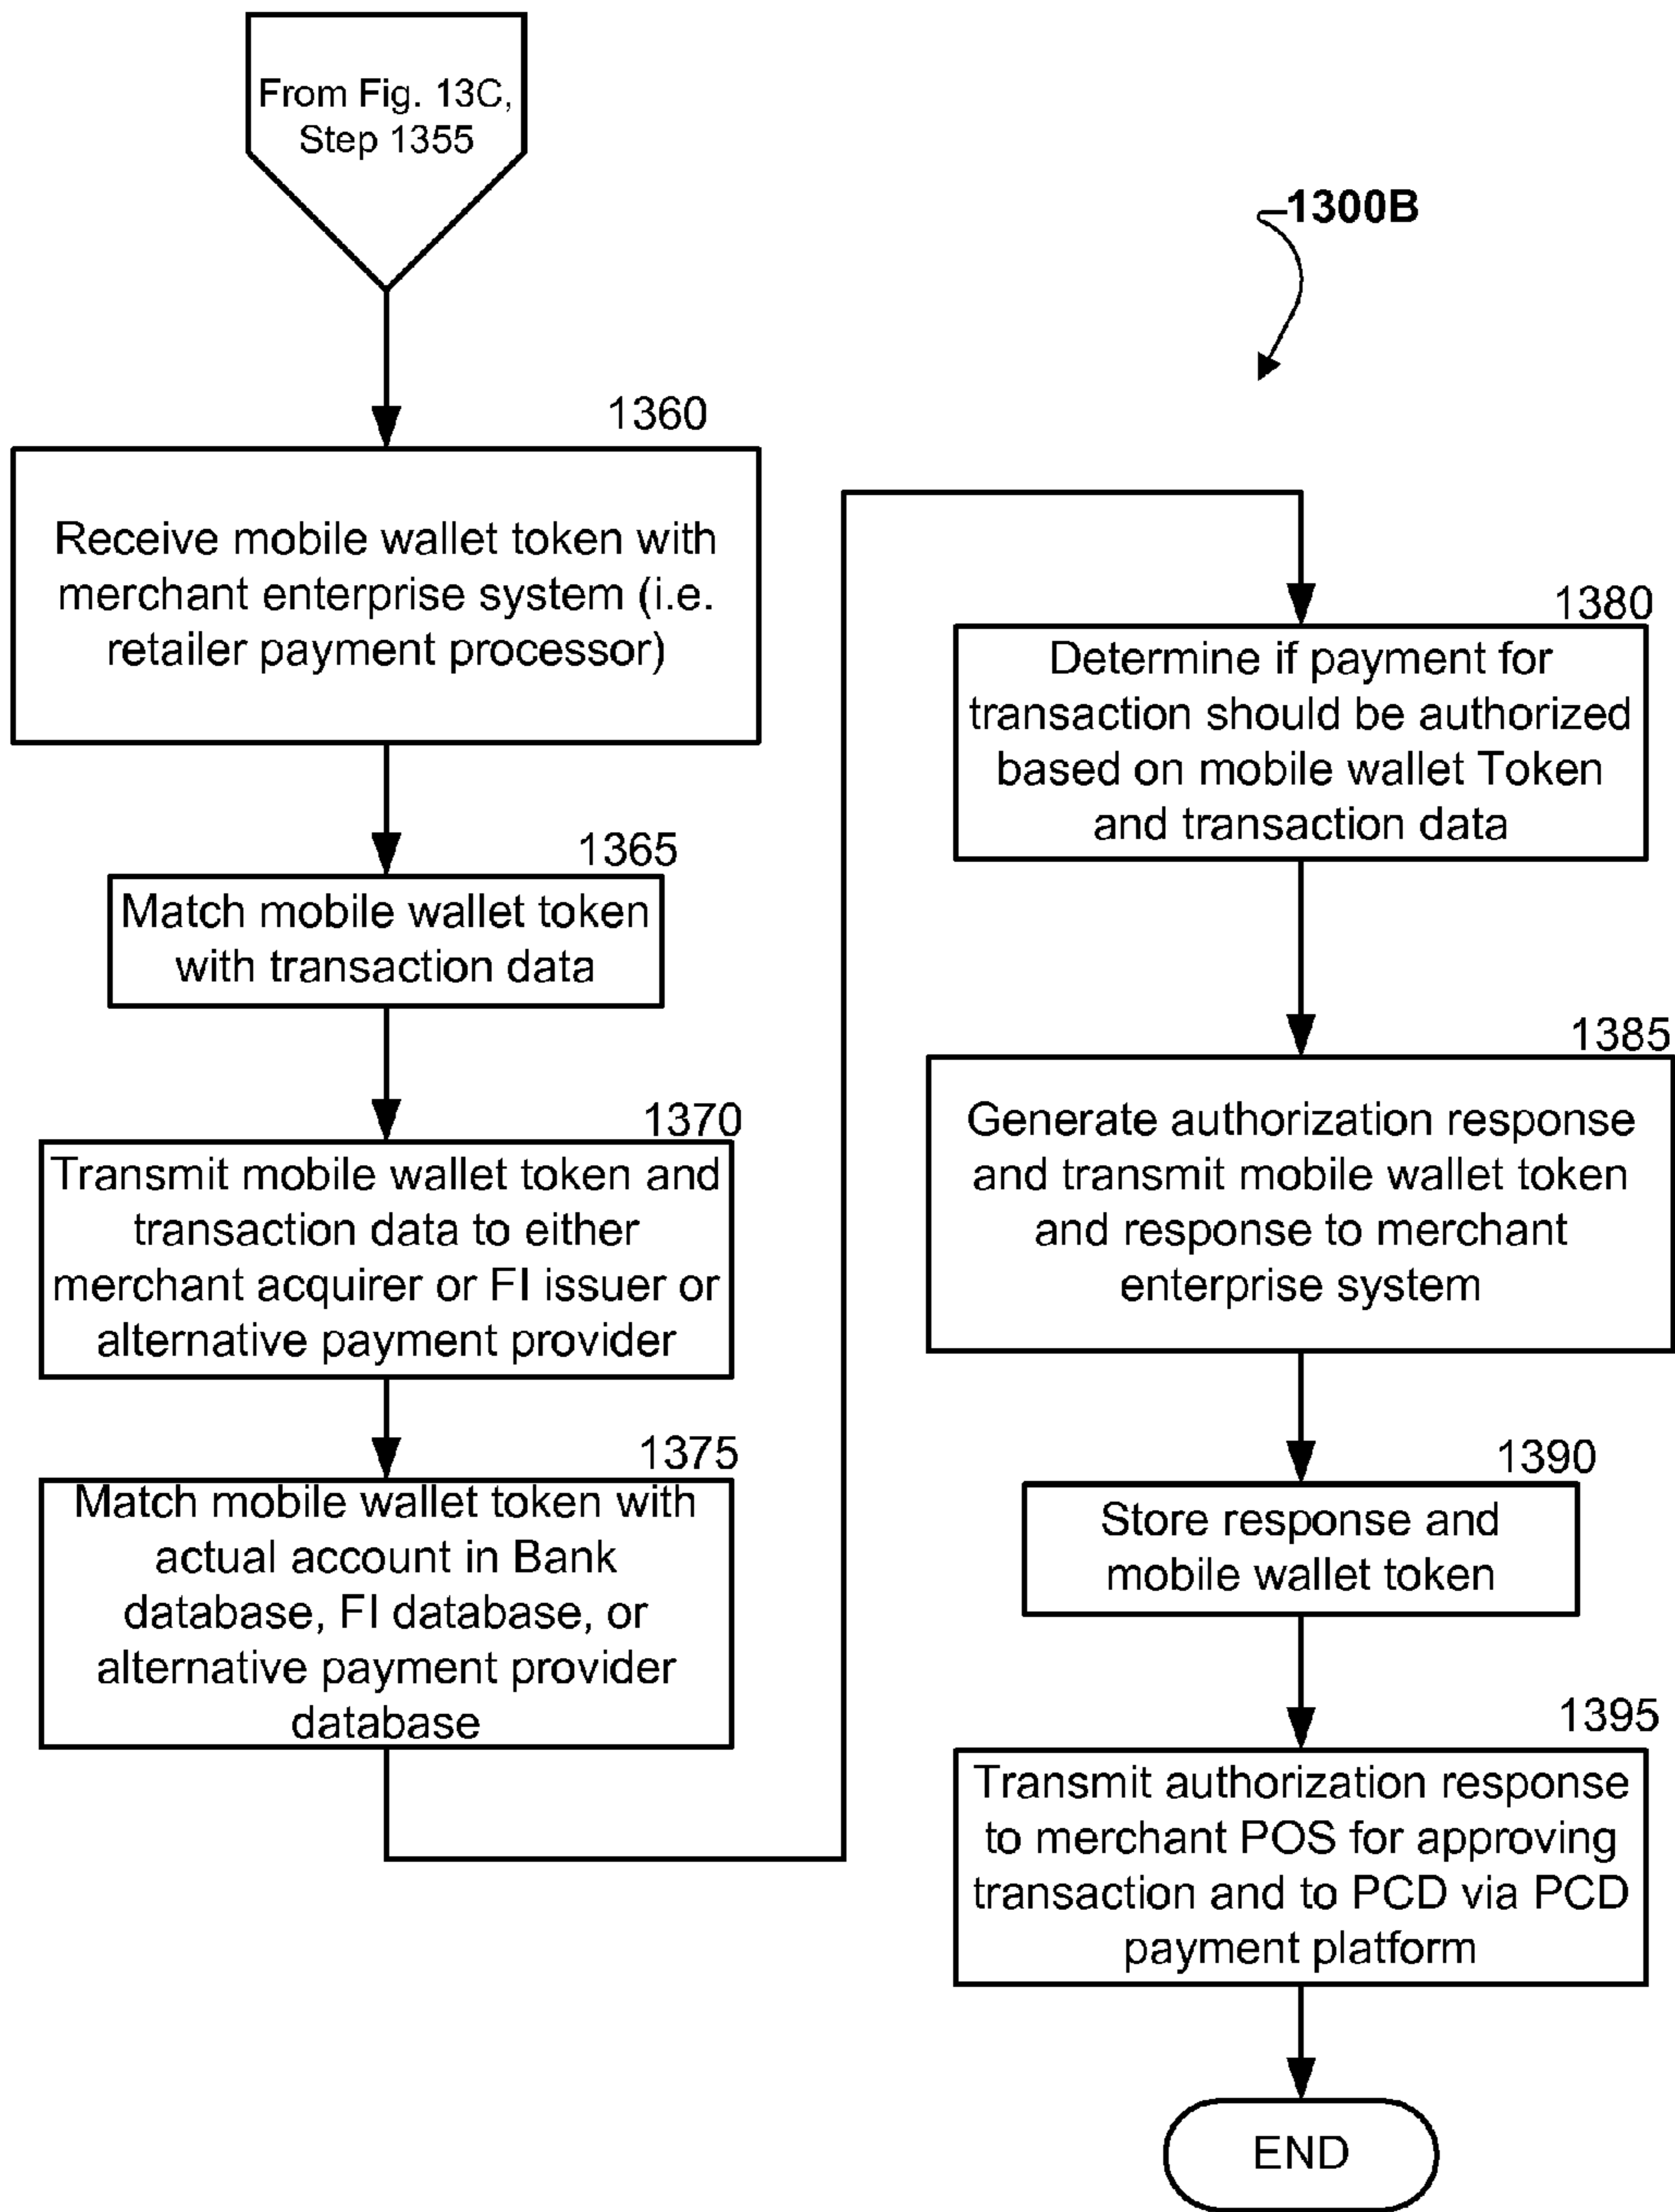 From Fig. 13C,
Step 1355
1300B
1360
Receive mobile wallet token with
merchant enterprise system (i.e.
retailer payment processor)
1365
Match mobile wallet token
with transaction data
1370
Transmit mobile wallet token and
transaction data to either
merchant acquirer or FI issuer or
alternative payment provider
1375
Match mobile wallet token with
actual account in Bank
database, FI database, or
alternative payment provider
database
1380
Determine if payment for
transaction should be authorized
based on mobile wallet Token
and transaction data
1385
Generate authorization response
and transmit mobile wallet token
and response to merchant
enterprise system
1390
Store response and
mobile wallet token
1395
Transmit authorization response
to merchant POS for approving
transaction and to PCD via PCD
payment platform
END